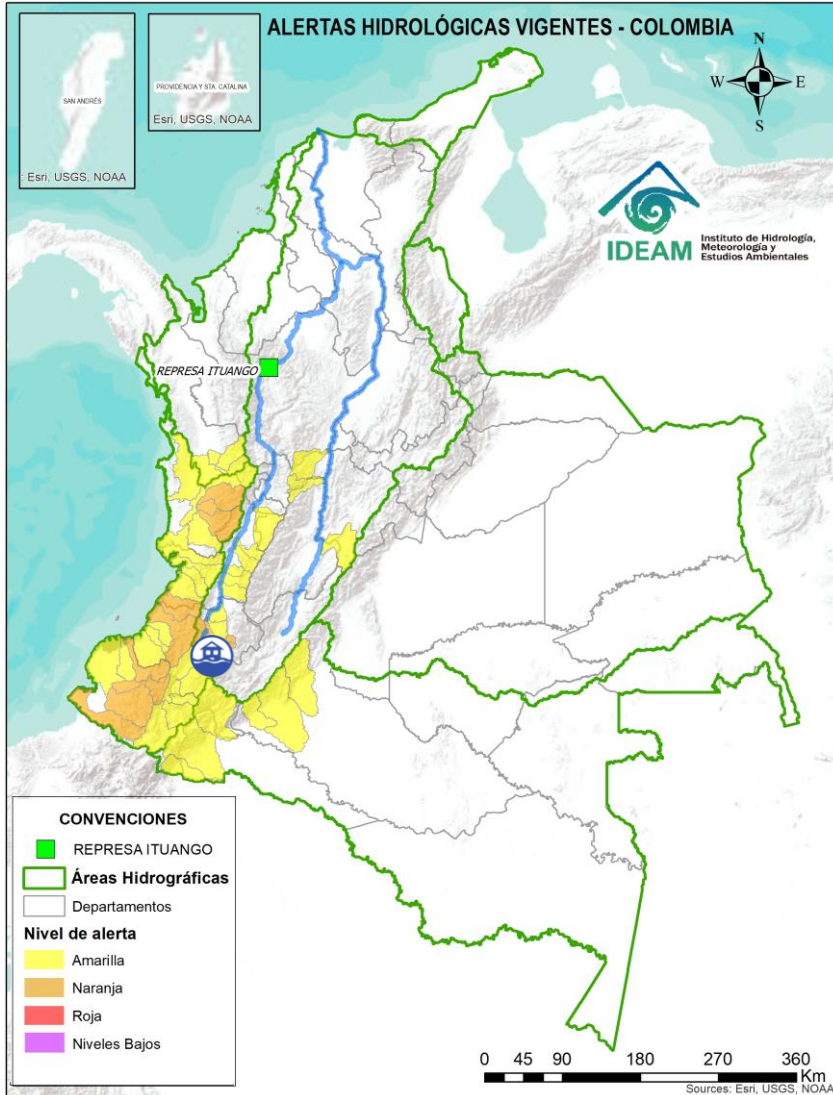 ALERTAS HIDROLÓGICAS VIGENTES - COLOMBIA
SAN ANDRÉS
: Esri, USGS, NOAA
PROVIDENCIA Y STA. CATALINA
Esri, USGS, NOAA
N
W
E
S
IDEAM
Instituto de Hidrología,
Meteorología y
Estudios Ambientales
REPRESA ITUANGO
CONVENCIONES
REPRESA ITUANGO
Áreas Hidrográficas
Departamentos
Nivel de alerta
Amarilla
Naranja
Roja
Niveles Bajos
0 45 90 180 270 360
Km
Sources: Esri, USGS, NOAA